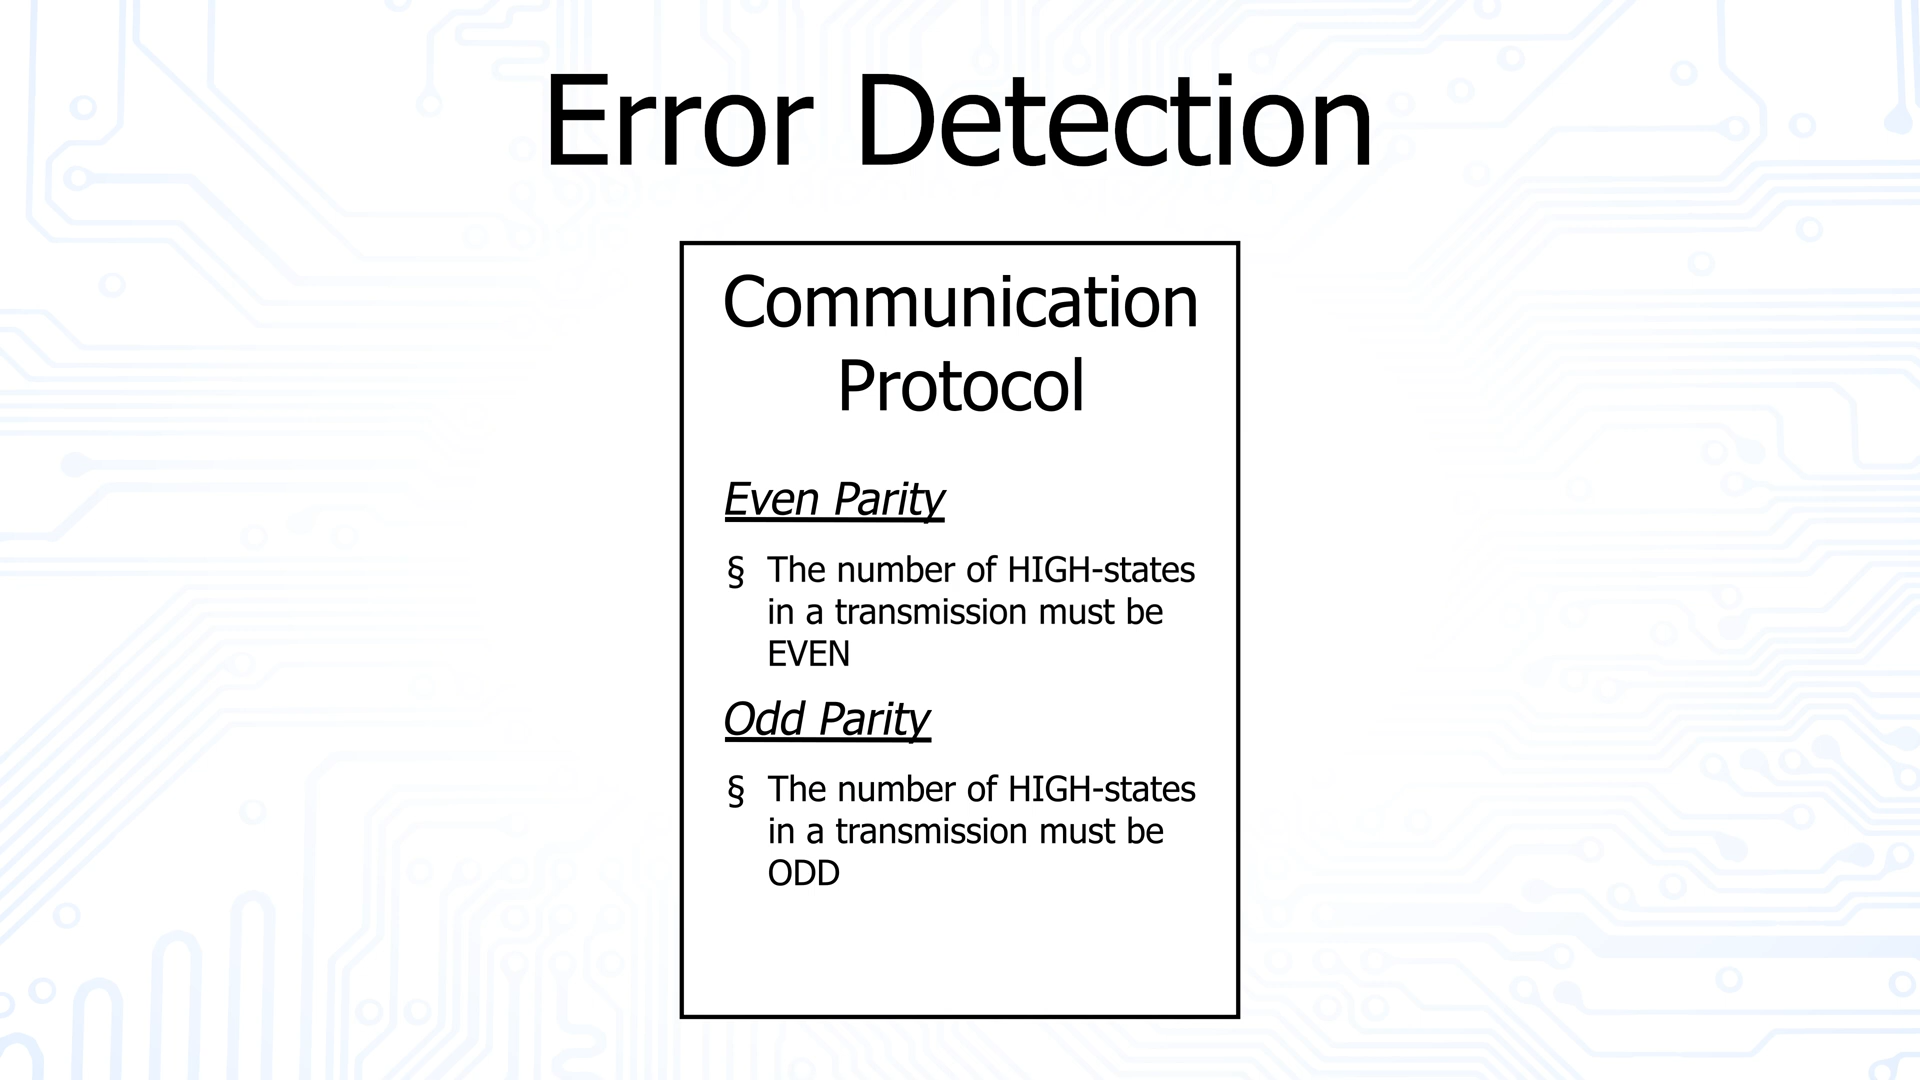 Error Detection
Communication
Protocol
Even Parity
§ The number of HIGH-states
in a transmission must be
EVEN
Odd Parity
§ The number of HIGH-states
in a transmission must be
ODD